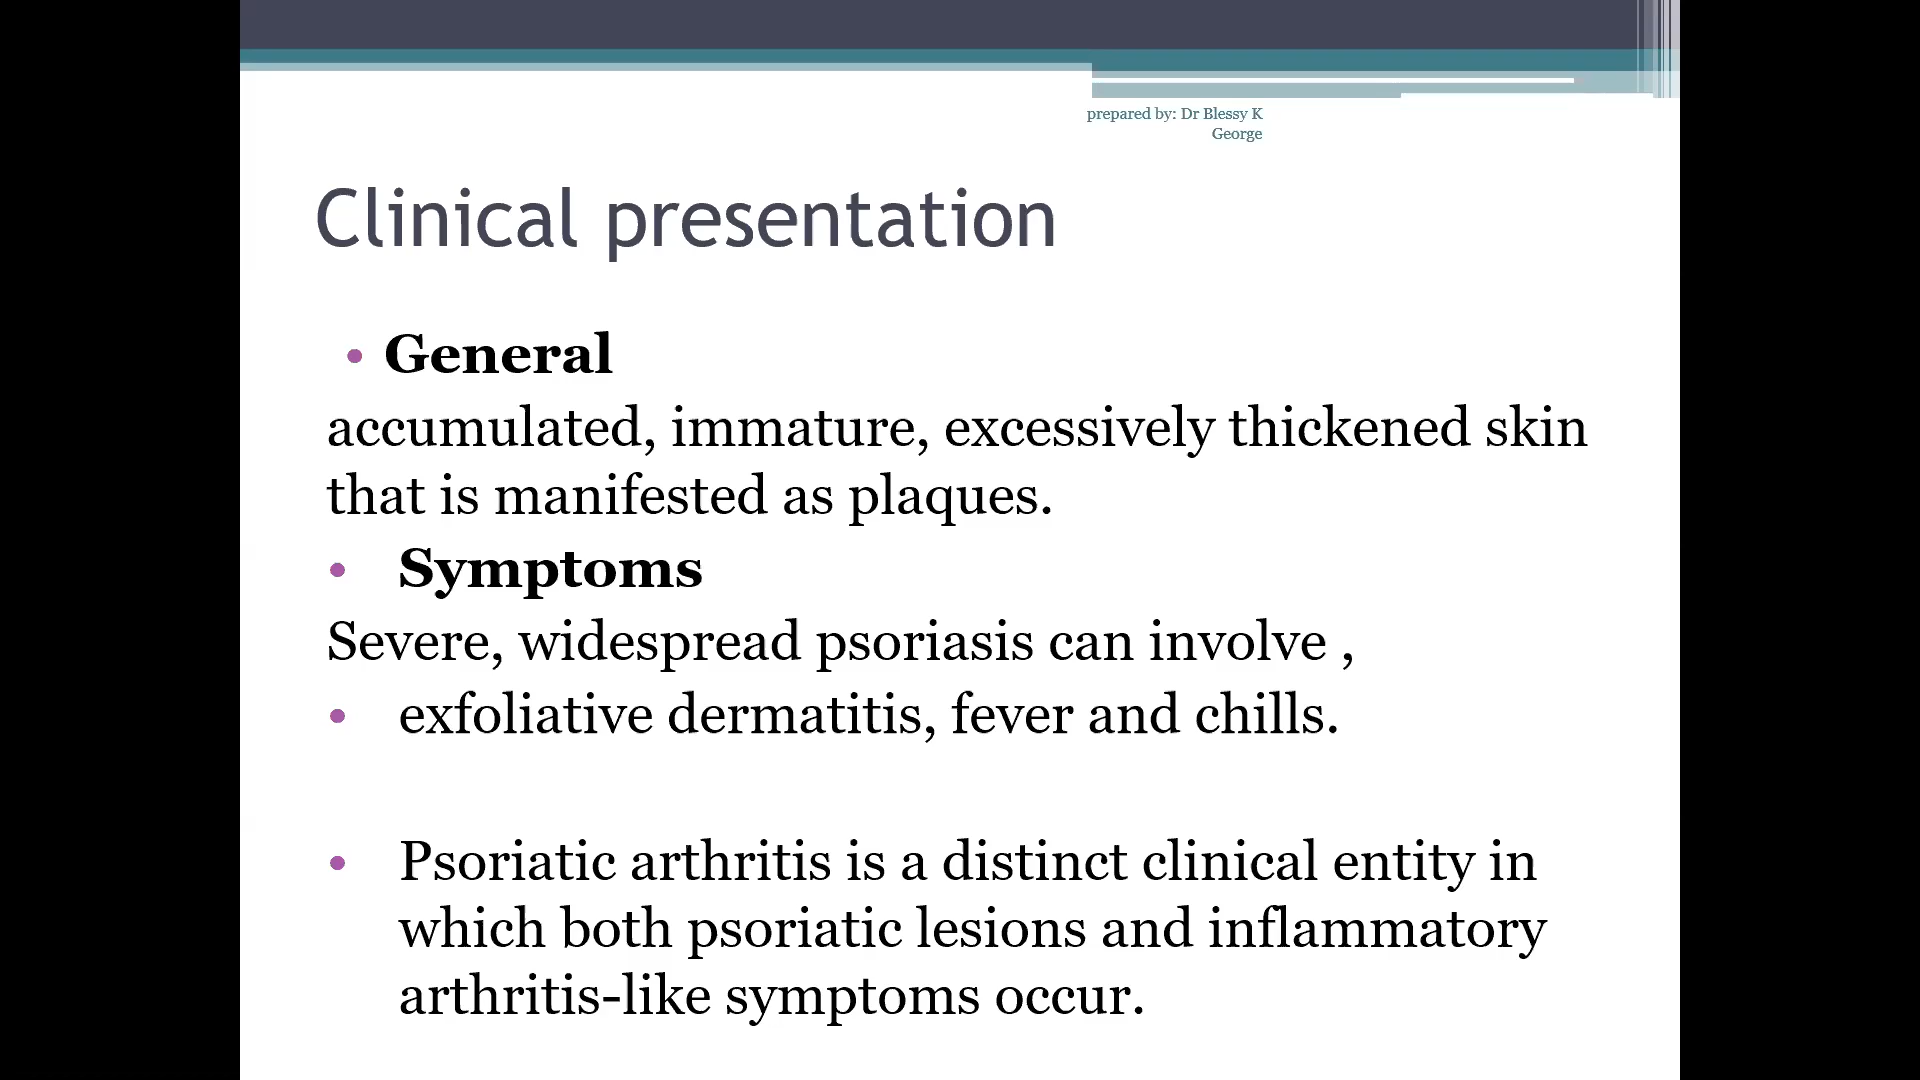 prepared by: Dr Blessy K
George
Clinical presentation
• General
accumulated, immature, excessively thickened skin
that is manifested as plaques.
• Symptoms
Severe, widespread psoriasis can involve ,
• exfoliative dermatitis, fever and chills.
• Psoriatic arthritis is a distinct clinical entity in
which both psoriatic lesions and inflammatory
arthritis-like symptoms occur.